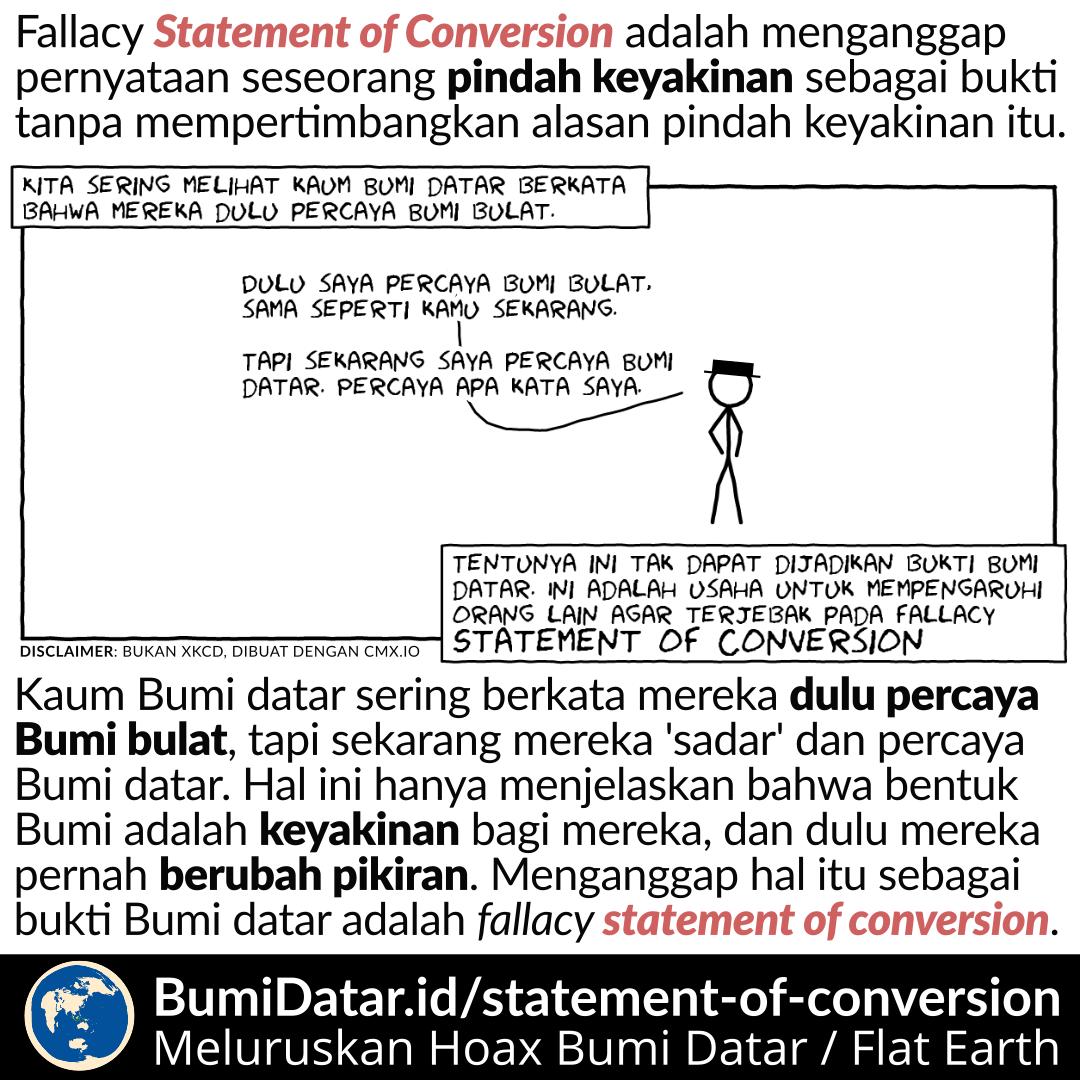 Fallacy Statement of Conversion adalah menganggap
pernyataan seseorang pindah keyakinan sebagai bukti
tanpa mempertimbangkan alasan pindah keyakinan itu.
KITA SERING MELIHAT KAUM BUMI DATAR BERKATA
BAHWA MEREKA DULU PERCAYA BUMI BULAT.
DULU SAYA PERCAYA BUMI BULAT,
SAMA SEPERTI KAMU SEKARANG.
TAPI SEKARANG SAYA PERCAYA BUMI
DATAR. PERCAYA APA KATA SAYA.
TENTUNYA INI TAK DAPAT DIJADIKAN BUKTI BUMI
DATAR. INI ADALAH USAHA UNTUK MEMPENGARUHI
ORANG LAIN AGAR TERJEBAK PADA FALLACY
STATEMENT OF CONVERSION
DISCLAIMER: BUKAN XKCD, DIBUAT DENGAN CMX.IO
Kaum Bumi datar sering berkata mereka dulu percaya
Bumi bulat, tapi sekarang mereka 'sadar' dan percaya
Bumi datar. Hal ini hanya menjelaskan bahwa bentuk
Bumi adalah keyakinan bagi mereka, dan dulu mereka
pernah berubah pikiran. Menganggap hal itu sebagai
bukti Bumi datar adalah fallacy statement of conversion.
BumiDatar.id/statement-of-conversion
Meluruskan Hoax Bumi Datar / Flat Earth